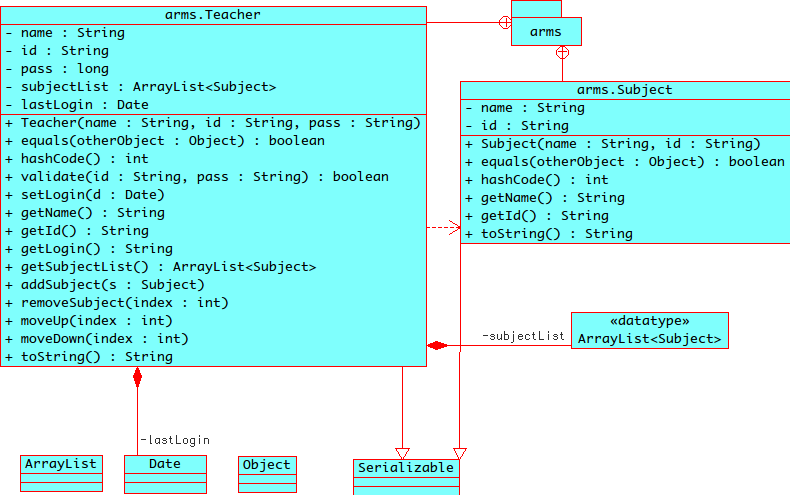 arms.Teacher
- name : String
- id : String
- pass : long
- subjectList : ArrayList<Subject>
- lastLogin : Date
+ Teacher(name : String, id : String, pass : String)
+ equals(otherObject : Object) : boolean
+ hashCode() : int
+ validate(id : String, pass : String) : boolean
+ setLogin(d : Date)
+ getName() : String
+ getId() : String
+ getLogin() : String
+ getSubjectList() : ArrayList<Subject>
+ addSubject(s : Subject)
+ removeSubject(index : int)
+ moveUp(index : int)
+ moveDown(index : int)
+ toString() : String
arms
arms.Subject
- name : String
- id : String
+ Subject(name : String, id : String)
+ equals(otherObject : Object) : boolean
+ hashCode() : int
+ getName() : String
+ getId() : String
+ toString() : String
-subjectList
«datatype»
ArrayList<Subject>
-lastLogin
ArrayList
Date
Object
Serializable